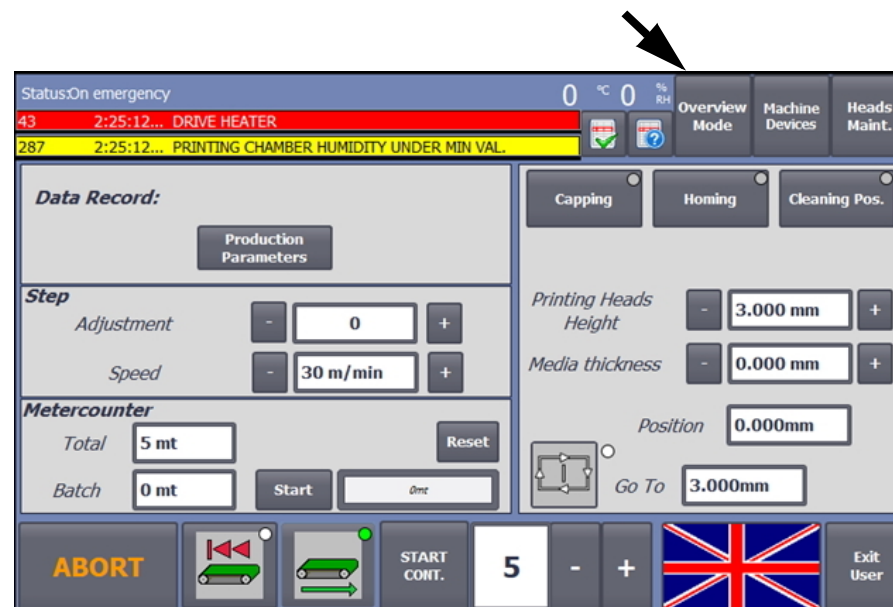 Status:On emergency
0 °C 0 % RH
Overview Mode
Machine Devices
Heads Maint.
43 2:25:12... DRIVE HEATER
287 2:25:12... PRINTING CHAMBER HUMIDITY UNDER MIN VAL.
Data Record:
Production
Parameters
Step
Adjustment - 0 +
Speed - 30 m/min +
Metercounter
Total 5 mt Reset
Batch 0 mt Start 0mt
Capping Homing Cleaning Pos.
Printing Heads
Height - 3.000 mm +
Media thickness - 0.000 mm +
Position 0.000mm
Go To 3.000mm
ABORT
START
CONT.
5 - +
Exit
User